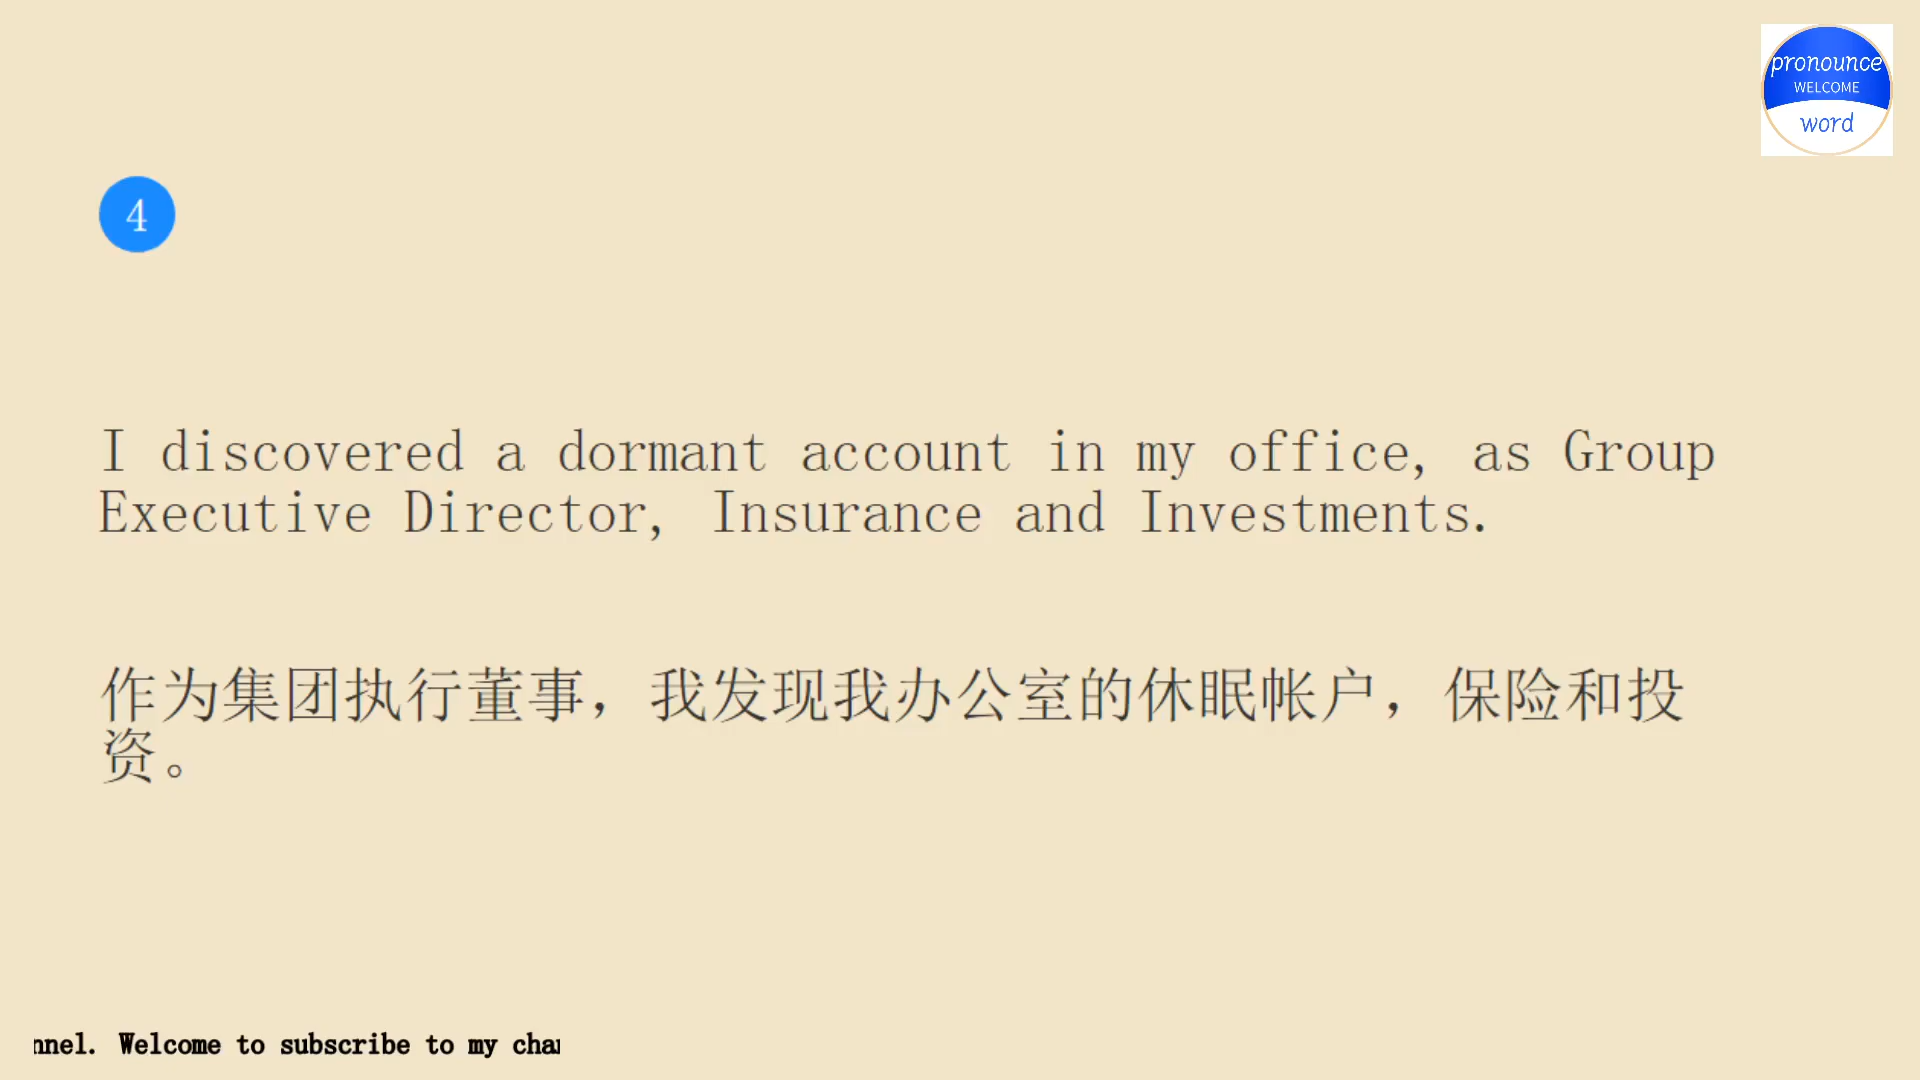 pronounce
WELCOME
word
4
I discovered a dormant account in my office, as Group
Executive Director, Insurance and Investments.
作为集团执行董事，我发现我办公室的休眠帐户，保险和投
资。
nnel. Welcome to subscribe to my chan